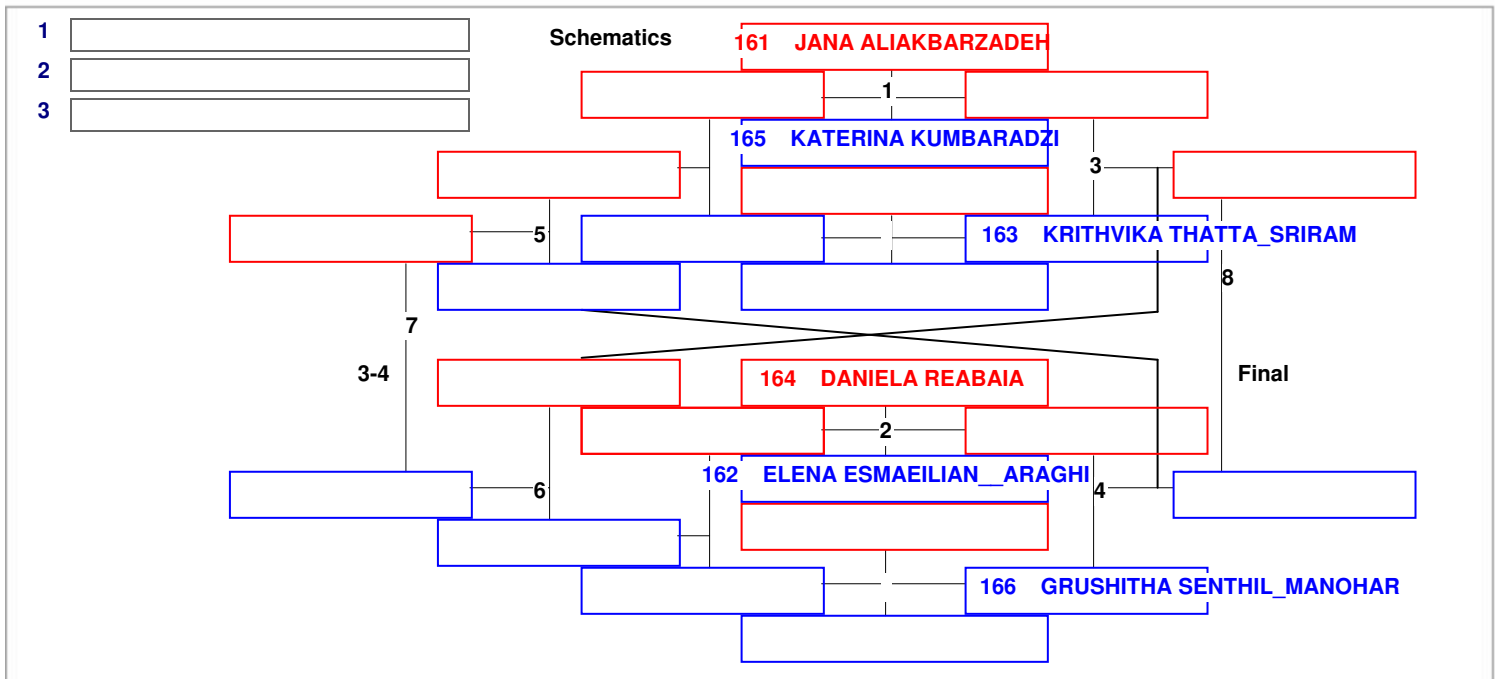 1
Schematics
161 JANA ALIAKBARZADEH
2
1
3
165 KATERINA KUMBARADZI
3
5
163 KRITHVIKA THATTA_SRIRAM
8
7
3-4
164 DANIELA REABAIA
Final
2
162 ELENA ESMAEILIAN__ARAGHI
6
4
166 GRUSHITHA SENTHIL_MANOHAR